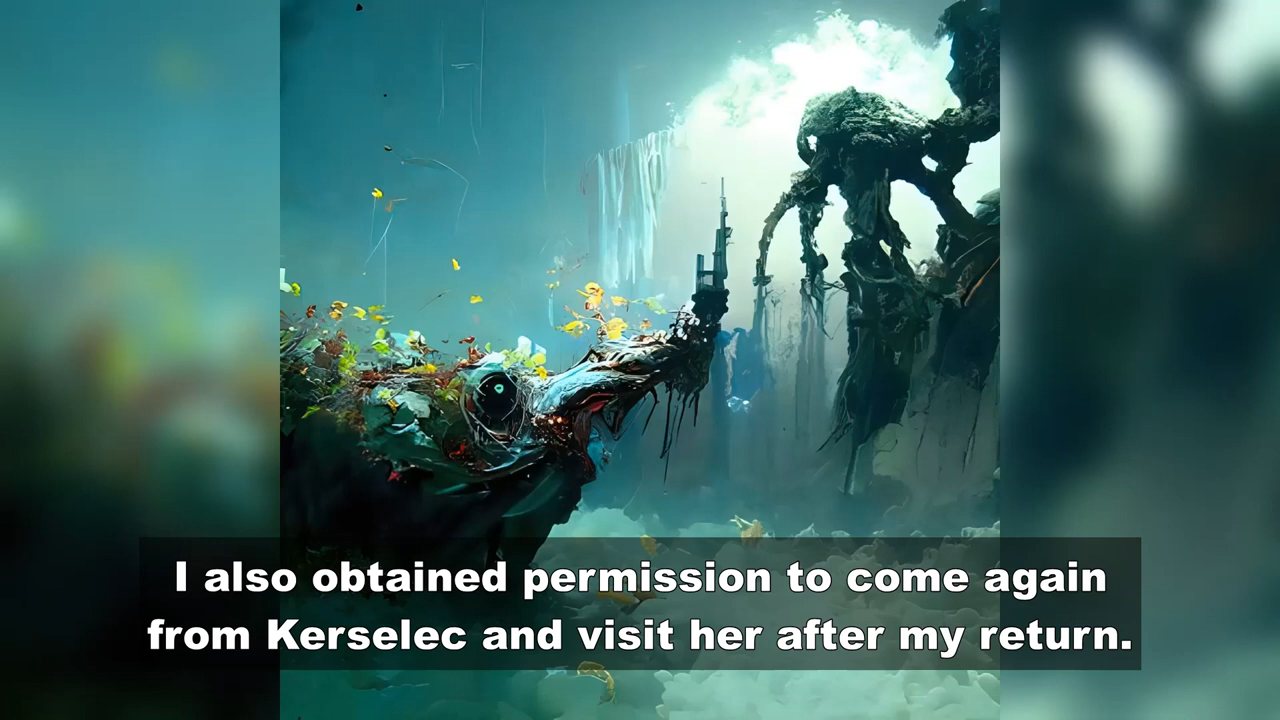 I also obtained permission to come again
from Kerselec and visit her after my return.